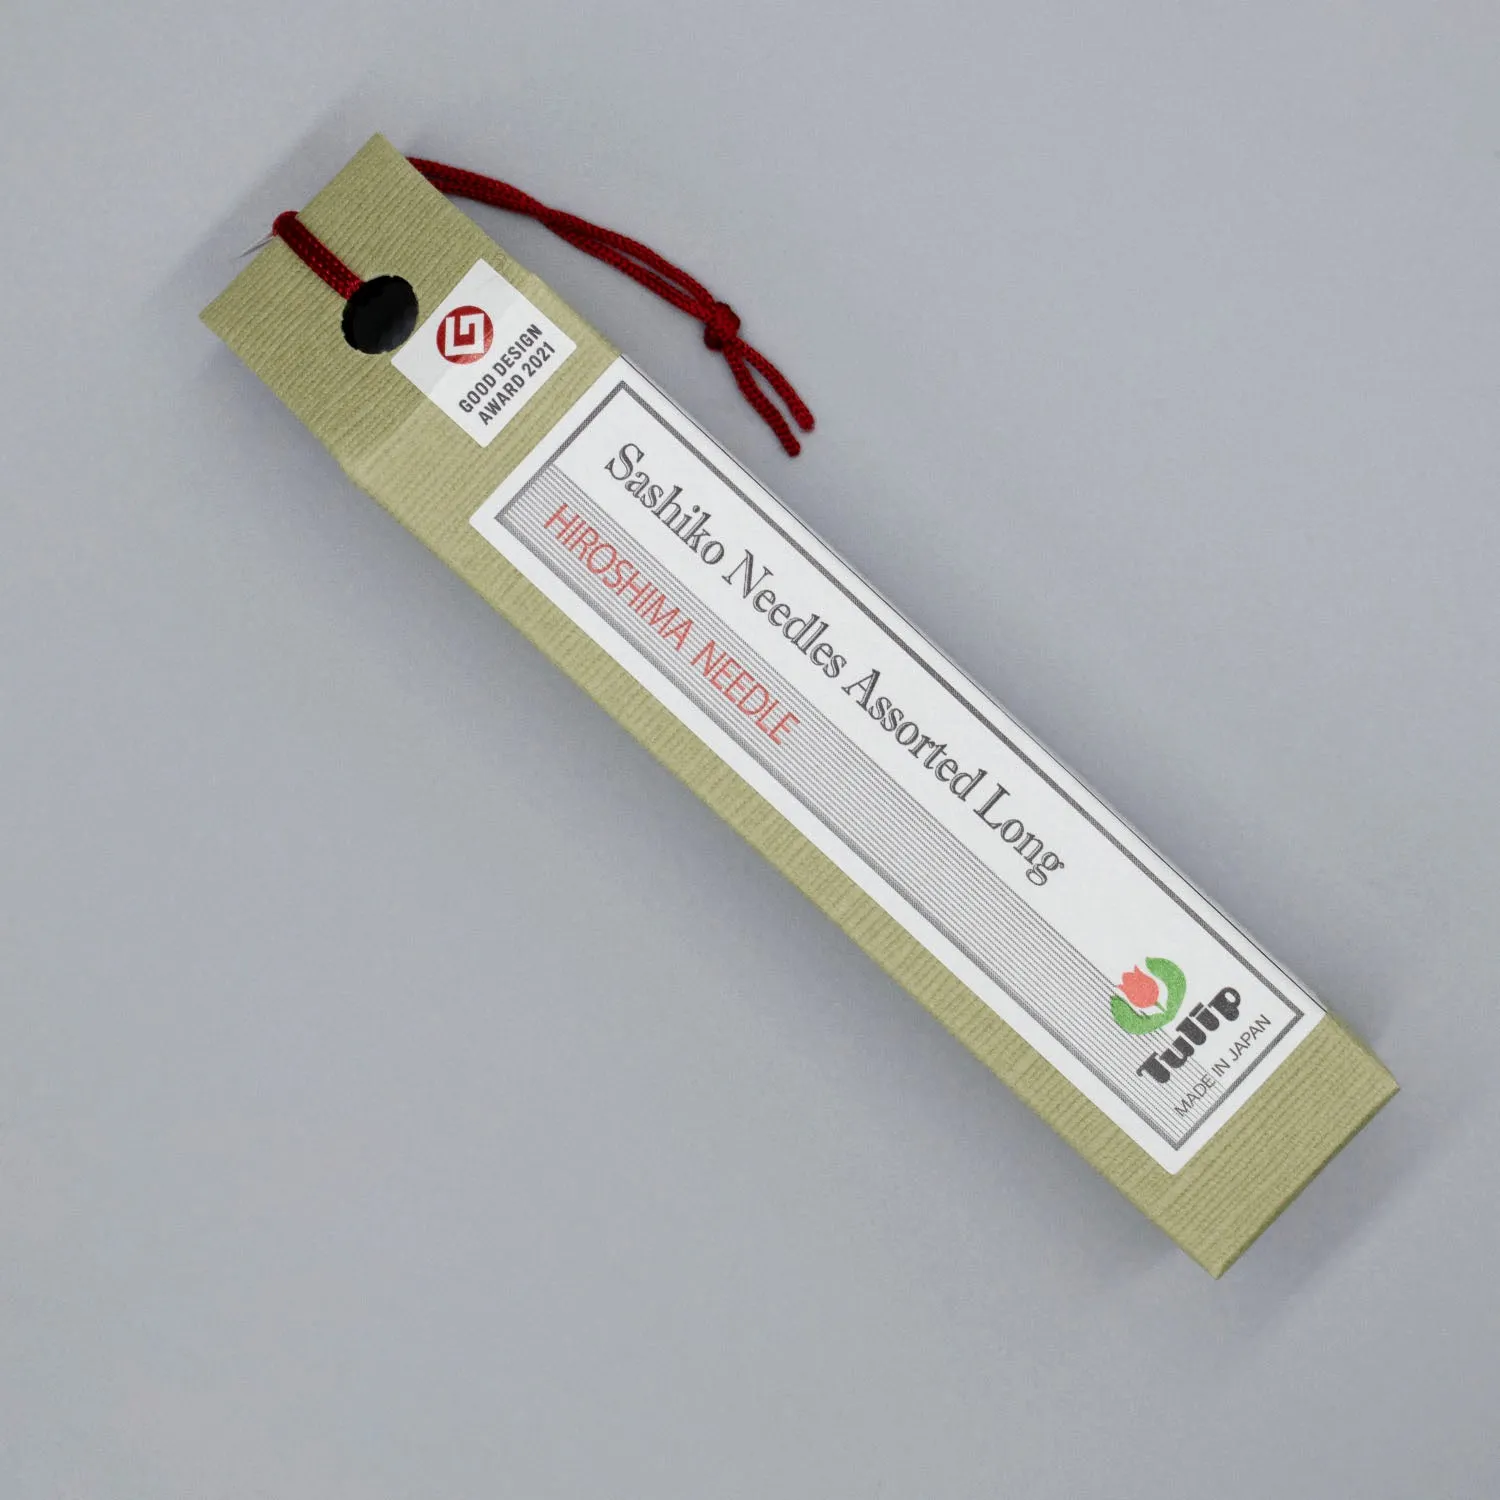 GOOD DESIGN
AWARD 2021
Sashiko Needles Assorted Long
HIROSHIMA NEEDLE
Tulip
MADE IN JAPAN